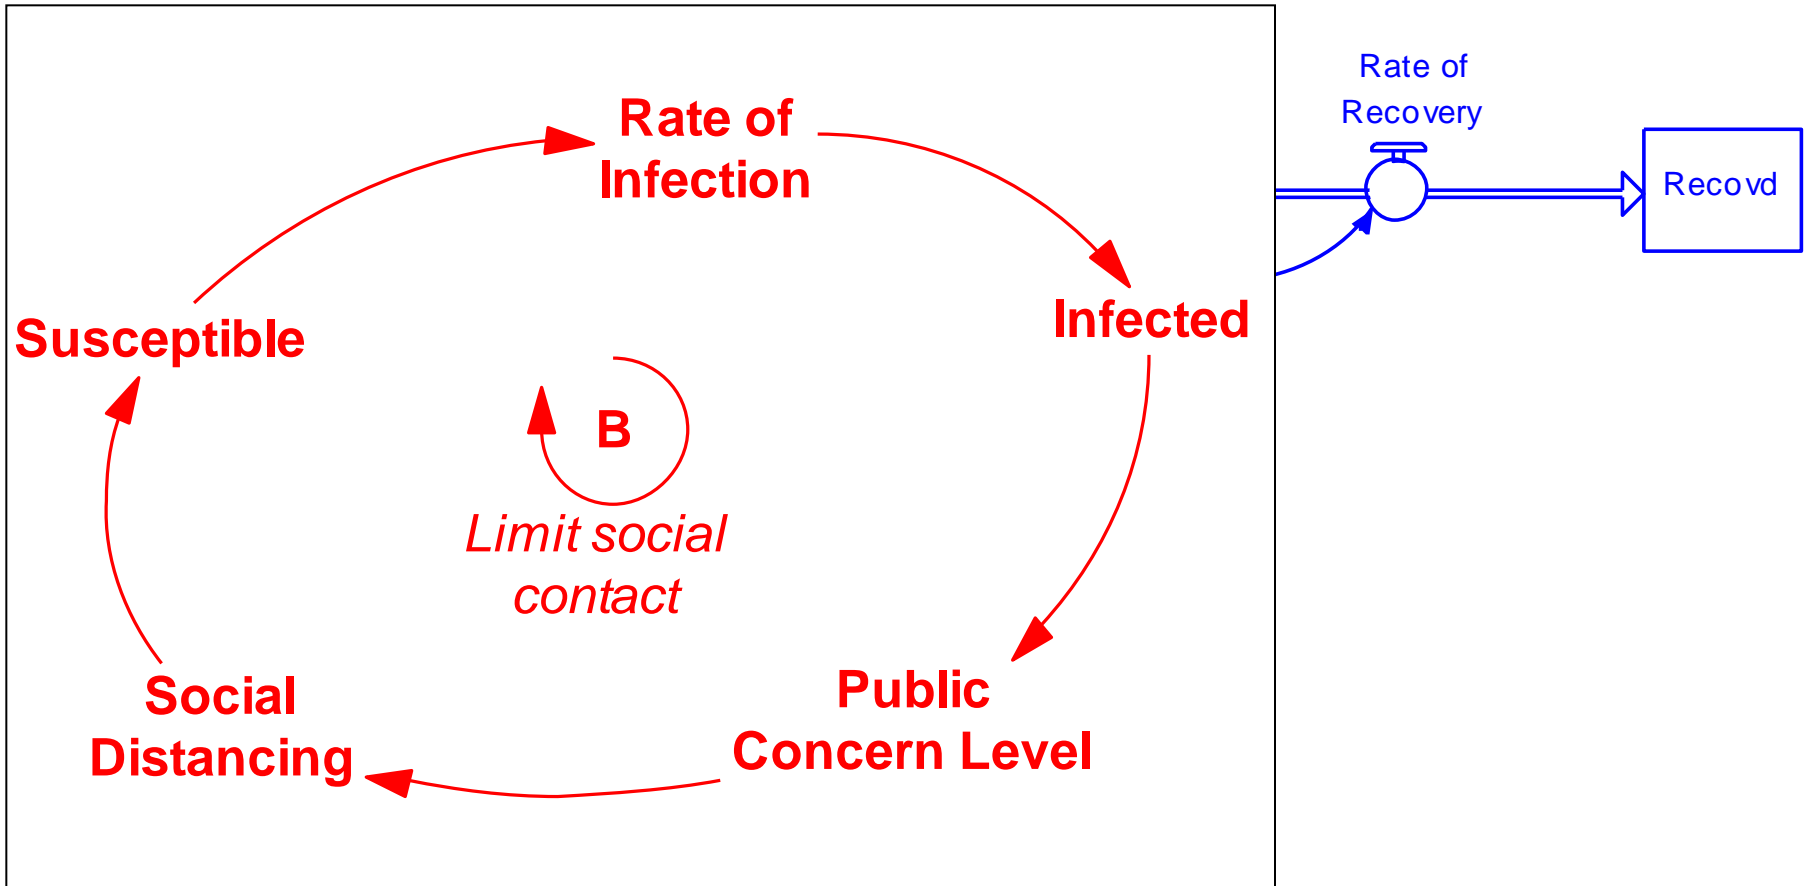 Rate of
Infection
Infected
Public
Concern Level
Social
Distancing
Susceptible
B
Limit social
contact
Rate of
Recovery
Recovd